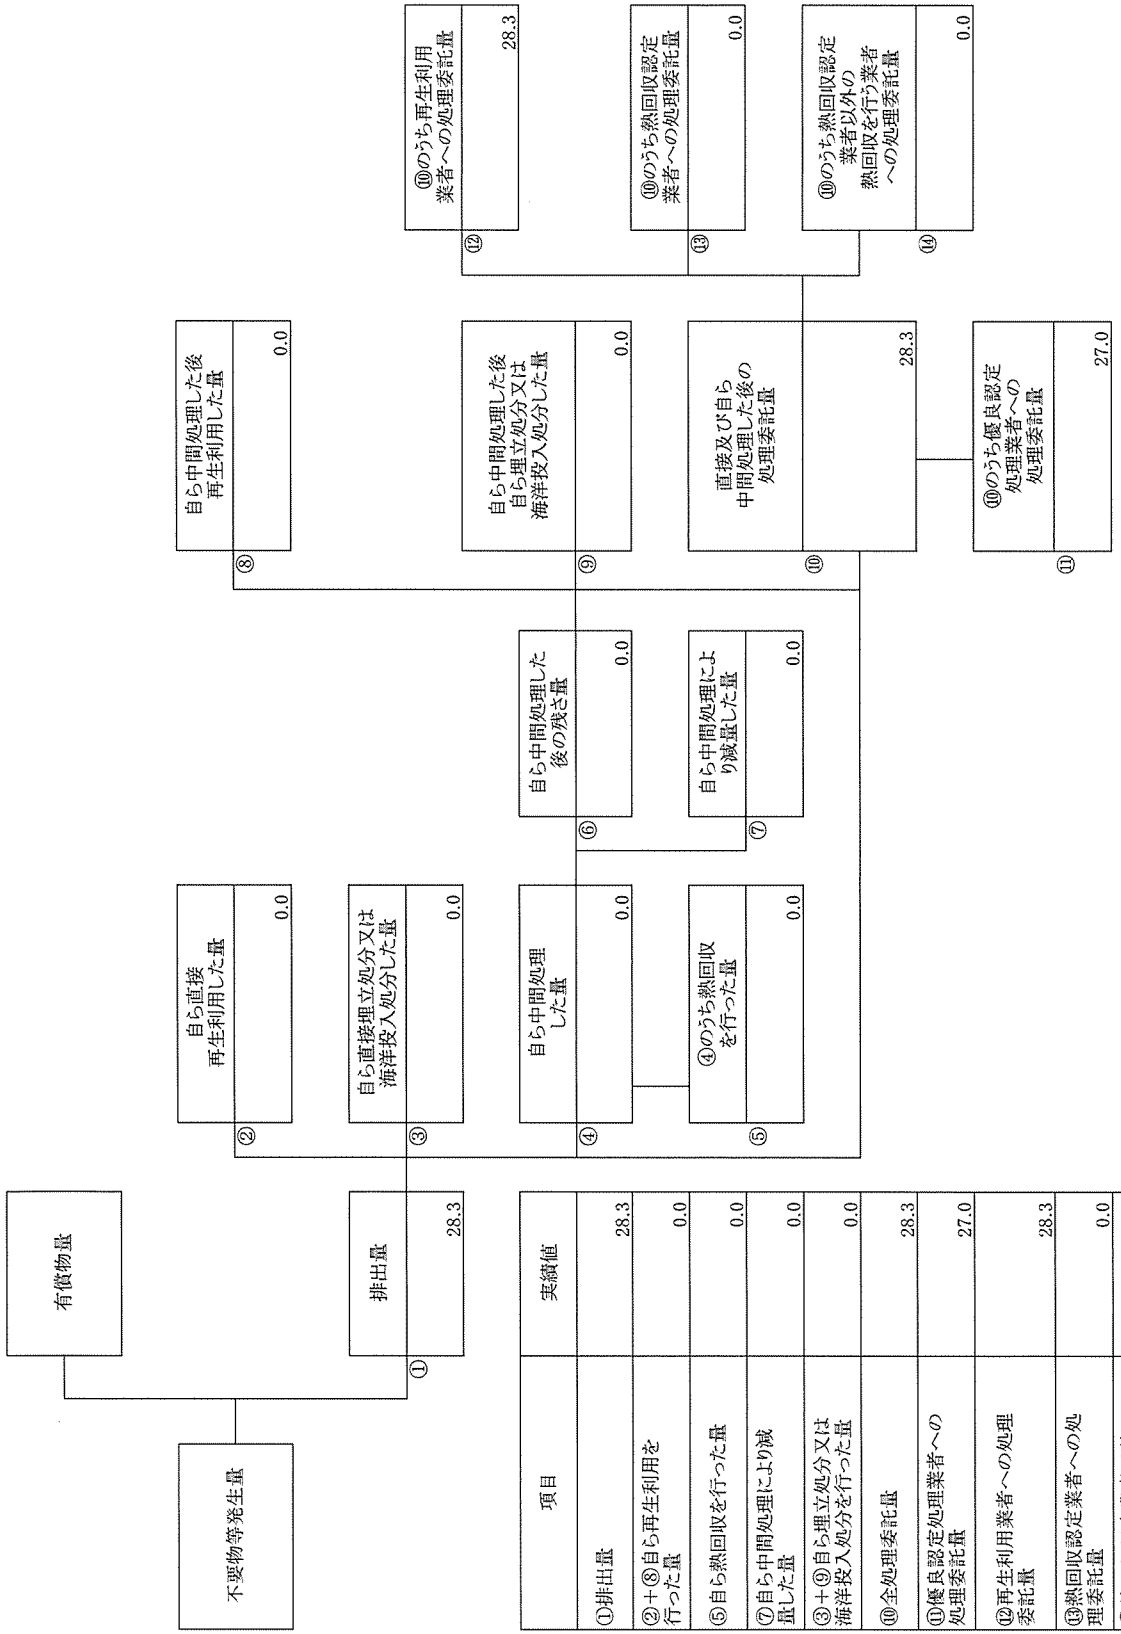 不要物等発生量
有償物量
排出量
①
28.3
自ら直接
再生利用した量
②
0.0
自ら直接埋立処分又は
海洋投入処分した量
③
0.0
自ら中間処理
した量
④
0.0
④のうち熱回収
を行った量
⑤
0.0
自ら中間処理した
後の残さ量
⑥
0.0
自ら中間処理によ
り減量した量
⑦
0.0
自ら中間処理した後
再生利用した量
⑧
0.0
自ら中間処理した後
自ら埋立処分又は
海洋投入処分した量
⑨
0.0
直接及び自ら
中間処理した後の
処理委託量
⑩
28.3
⑩のうち優良認定
処理業者への
処理委託量
⑪
27.0
⑩のうち再生利用
業者への処理委託量
⑫
28.3
⑩のうち熱回収認定
業者への処理委託量
⑬
0.0
⑩のうち熱回収認定
業者以外の
熱回収を行う業者
への処理委託量
⑭
0.0
項目 実績値
①排出量 28.3
②+⑧自ら再生利用を
行った量 0.0
⑤自ら熱回収を行った量 0.0
⑦自ら中間処理により減
量した量 0.0
③+⑨自ら埋立処分又は
海洋投入処分を行った量 0.0
⑩全処理委託量 28.3
⑪優良認定処理業者への
処理委託量 27.0
⑫再生利用業者への処理
委託量 28.3
⑬熱回収認定業者への処
理委託量 0.0